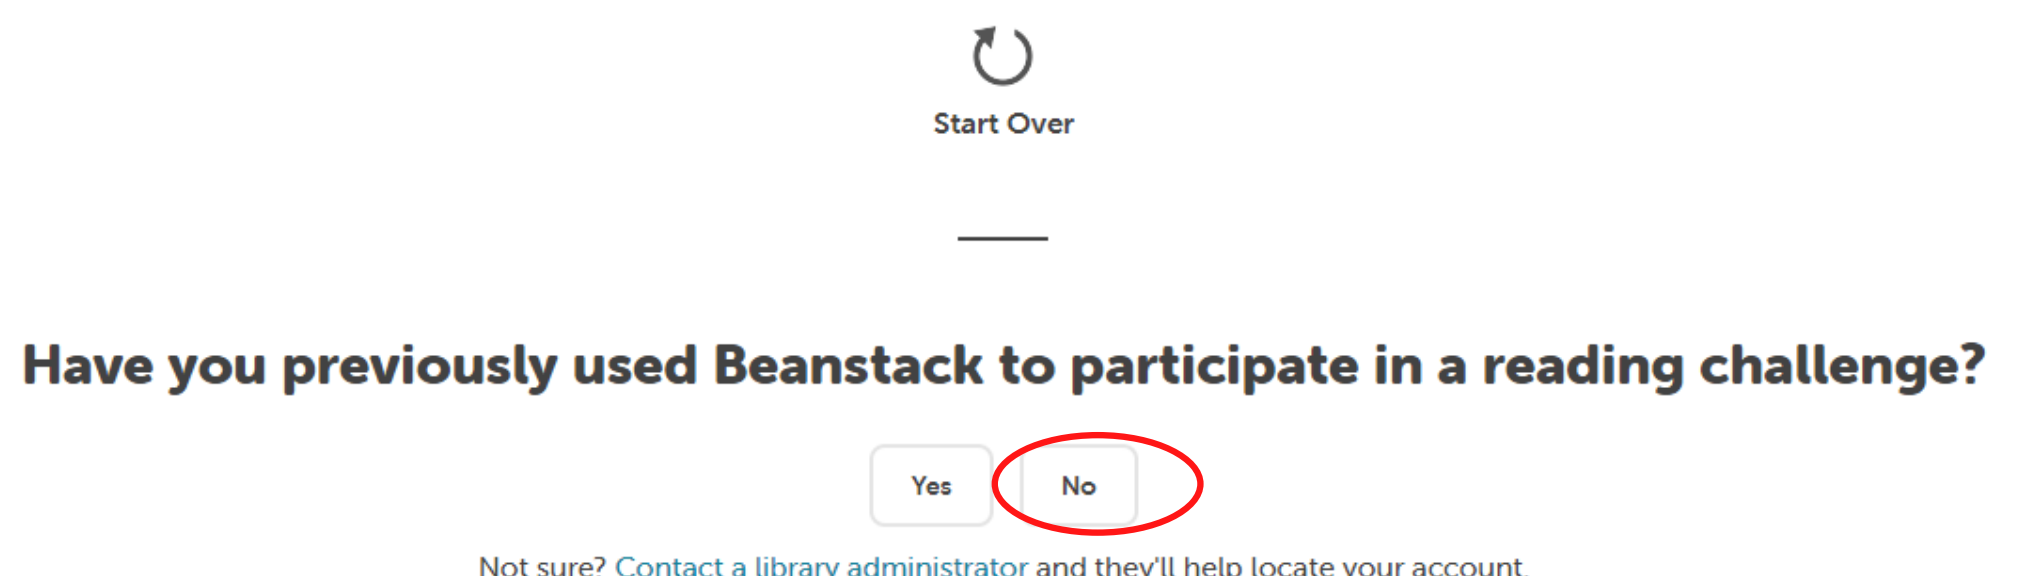 Start Over
Have you previously used Beanstack to participate in a reading challenge?
Yes No
Not sure? Contact a library administrator and they'll help locate your account.